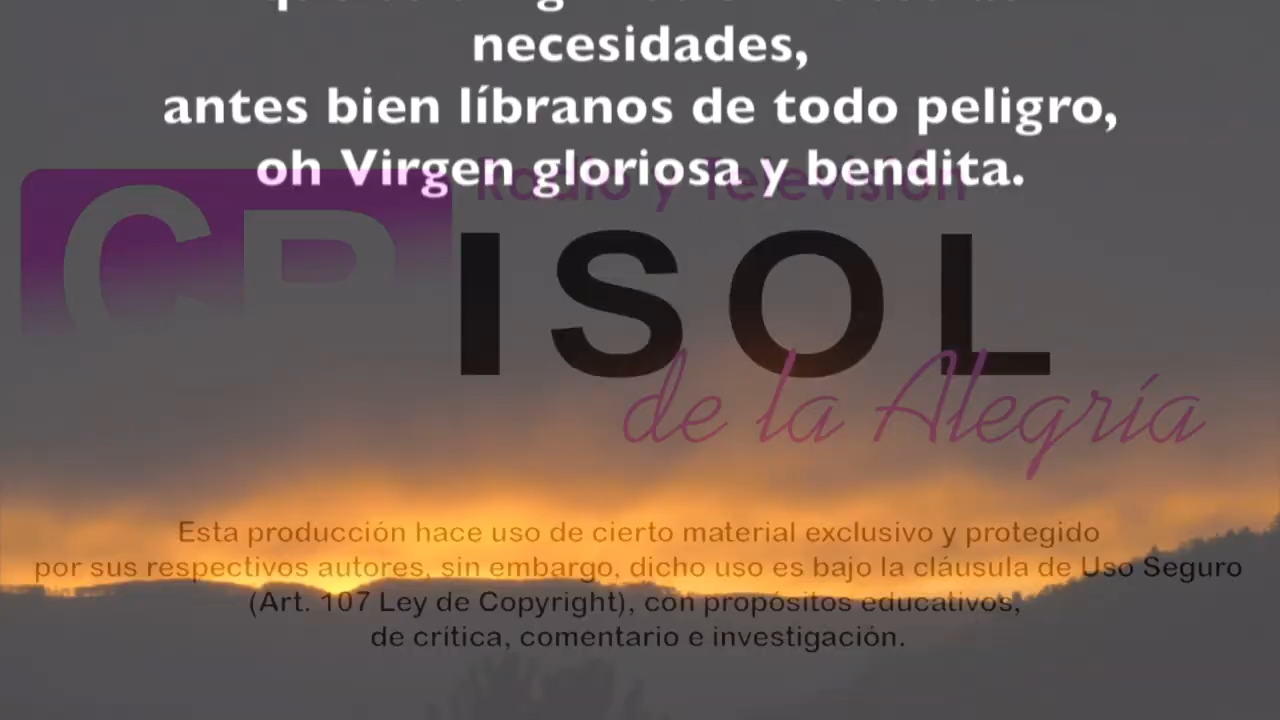 necesidades,
antes bien líbranos de todo peligro,
oh Virgen gloriosa y bendita.
Radio y Televisión
CRISOL
de la Alegría
Esta producción hace uso de cierto material exclusivo y protegido
por sus respectivos autores, sin embargo, dicho uso es bajo la cláusula de Uso Seguro
(Art. 107 Ley de Copyright), con propósitos educativos,
de crítica, comentario e investigación.